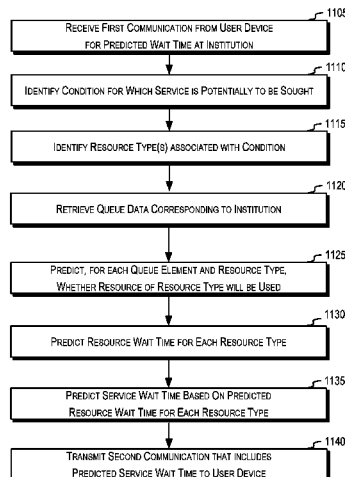 1105
RECEIVE FIRST COMMUNICATION FROM USER DEVICE
FOR PREDICTED WAIT TIME AT INSTITUTION
1110
IDENTIFY CONDITION FOR WHICH SERVICE IS POTENTIALLY TO BE SOUGHT
1115
IDENTIFY RESOURCE TYPE(S) ASSOCIATED WITH CONDITION
1120
RETRIEVE QUEUE DATA CORRESPONDING TO INSTITUTION
1125
PREDICT, FOR EACH QUEUE ELEMENT AND RESOURCE TYPE,
WHETHER RESOURCE OF RESOURCE TYPE WILL BE USED
1130
PREDICT RESOURCE WAIT TIME FOR EACH RESOURCE TYPE
1135
PREDICT SERVICE WAIT TIME BASED ON PREDICTED
RESOURCE WAIT TIME FOR EACH RESOURCE TYPE
1140
TRANSMIT SECOND COMMUNICATION THAT INCLUDES
PREDICTED SERVICE WAIT TIME TO USER DEVICE